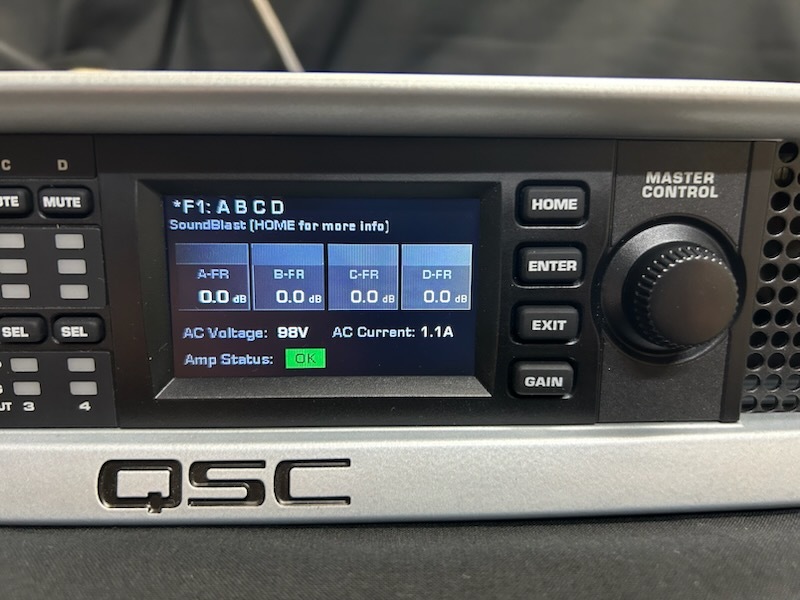 C D
MUTE
SEL SEL
3 4
*F1: A B C D
SoundBlast (HOME for more info)
A-FR B-FR C-FR D-FR
0.0 dB 0.0 dB 0.0 dB 0.0 dB
AC Voltage: 98V AC Current: 1.1A
Amp Status: OK
HOME
ENTER
EXIT
GAIN
MASTER
CONTROL
QSC